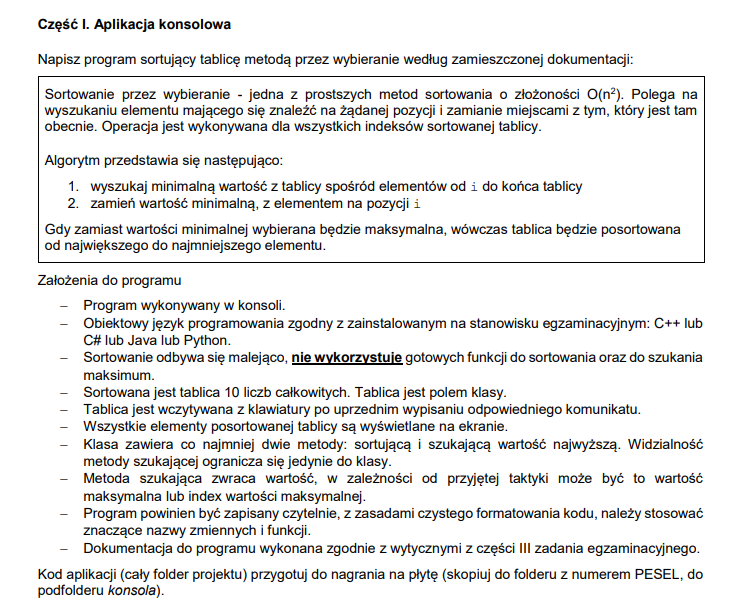 Część I. Aplikacja konsolowa
Napisz program sortujący tablicę metodą przez wybieranie według zamieszczonej dokumentacji:
Sortowanie przez wybieranie - jedna z prostszych metod sortowania o złożoności O(n²). Polega na
wyszukaniu elementu mającego się znaleźć na żądanej pozycji i zamianie miejscami z tym, który jest tam
obecnie. Operacja jest wykonywana dla wszystkich indeksów sortowanej tablicy.
Algorytm przedstawia się następująco:
1. wyszukaj minimalną wartość z tablicy spośród elementów od i do końca tablicy
2. zamień wartość minimalną, z elementem na pozycji i
Gdy zamiast wartości minimalnej wybierana będzie maksymalna, wówczas tablica będzie posortowana
od największego do najmniejszego elementu.
Założenia do programu
− Program wykonywany w konsoli.
− Obiektowy język programowania zgodny z zainstalowanym na stanowisku egzaminacyjnym: C++ lub
C# lub Java lub Python.
− Sortowanie odbywa się malejąco, nie wykorzystuje gotowych funkcji do sortowania oraz do szukania
maksimum.
− Sortowana jest tablica 10 liczb całkowitych. Tablica jest polem klasy.
− Tablica jest wczytywana z klawiatury po uprzednim wypisaniu odpowiedniego komunikatu.
− Wszystkie elementy posortowanej tablicy są wyświetlane na ekranie.
− Klasa zawiera co najmniej dwie metody: sortującą i szukającą wartość najwyższą. Widzialność
metody szukającej ogranicza się jedynie do klasy.
− Metoda szukająca zwraca wartość, w zależności od przyjętej taktyki może być to wartość
maksymalna lub index wartości maksymalnej.
− Program powinien być zapisany czytelnie, z zasadami czystego formatowania kodu, należy stosować
znaczące nazwy zmiennych i funkcji.
− Dokumentacja do programu wykonana zgodnie z wytycznymi z części III zadania egzaminacyjnego.
Kod aplikacji (cały folder projektu) przygotuj do nagrania na płytę (skopiuj do folderu z numerem PESEL, do
podfolderu konsola).